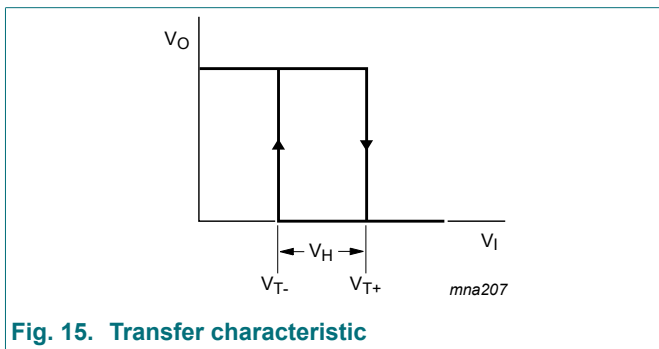 VO
VH
VI
VT-
VT+
mna207
Fig. 15. Transfer characteristic